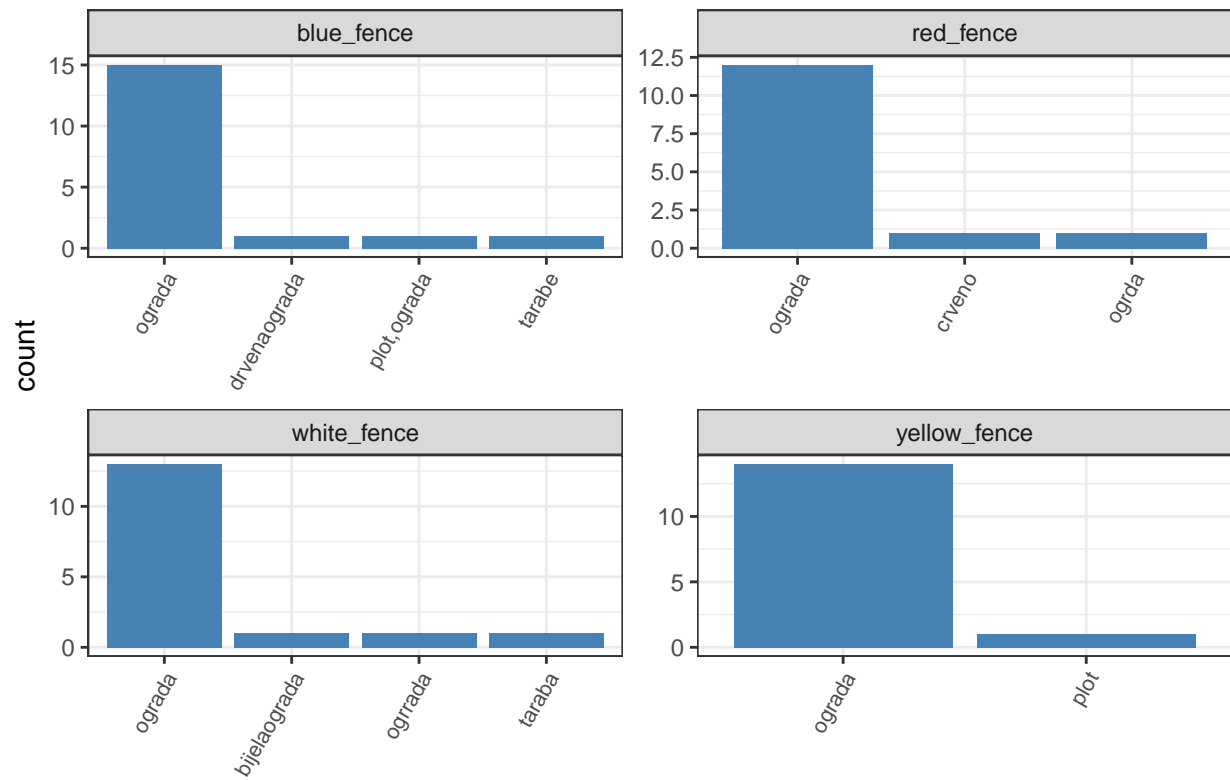 blue_fence
15
10
5
0
ograda
drvenaograda
plot, ograda
tarabe
red_fence
12.5
10.0
7.5
5.0
2.5
0.0
ograda
crveno
ogrda
count
white_fence
10
5
0
ograda
bijelaograda
ogrrada
taraba
yellow_fence
10
5
0
ograda
plot